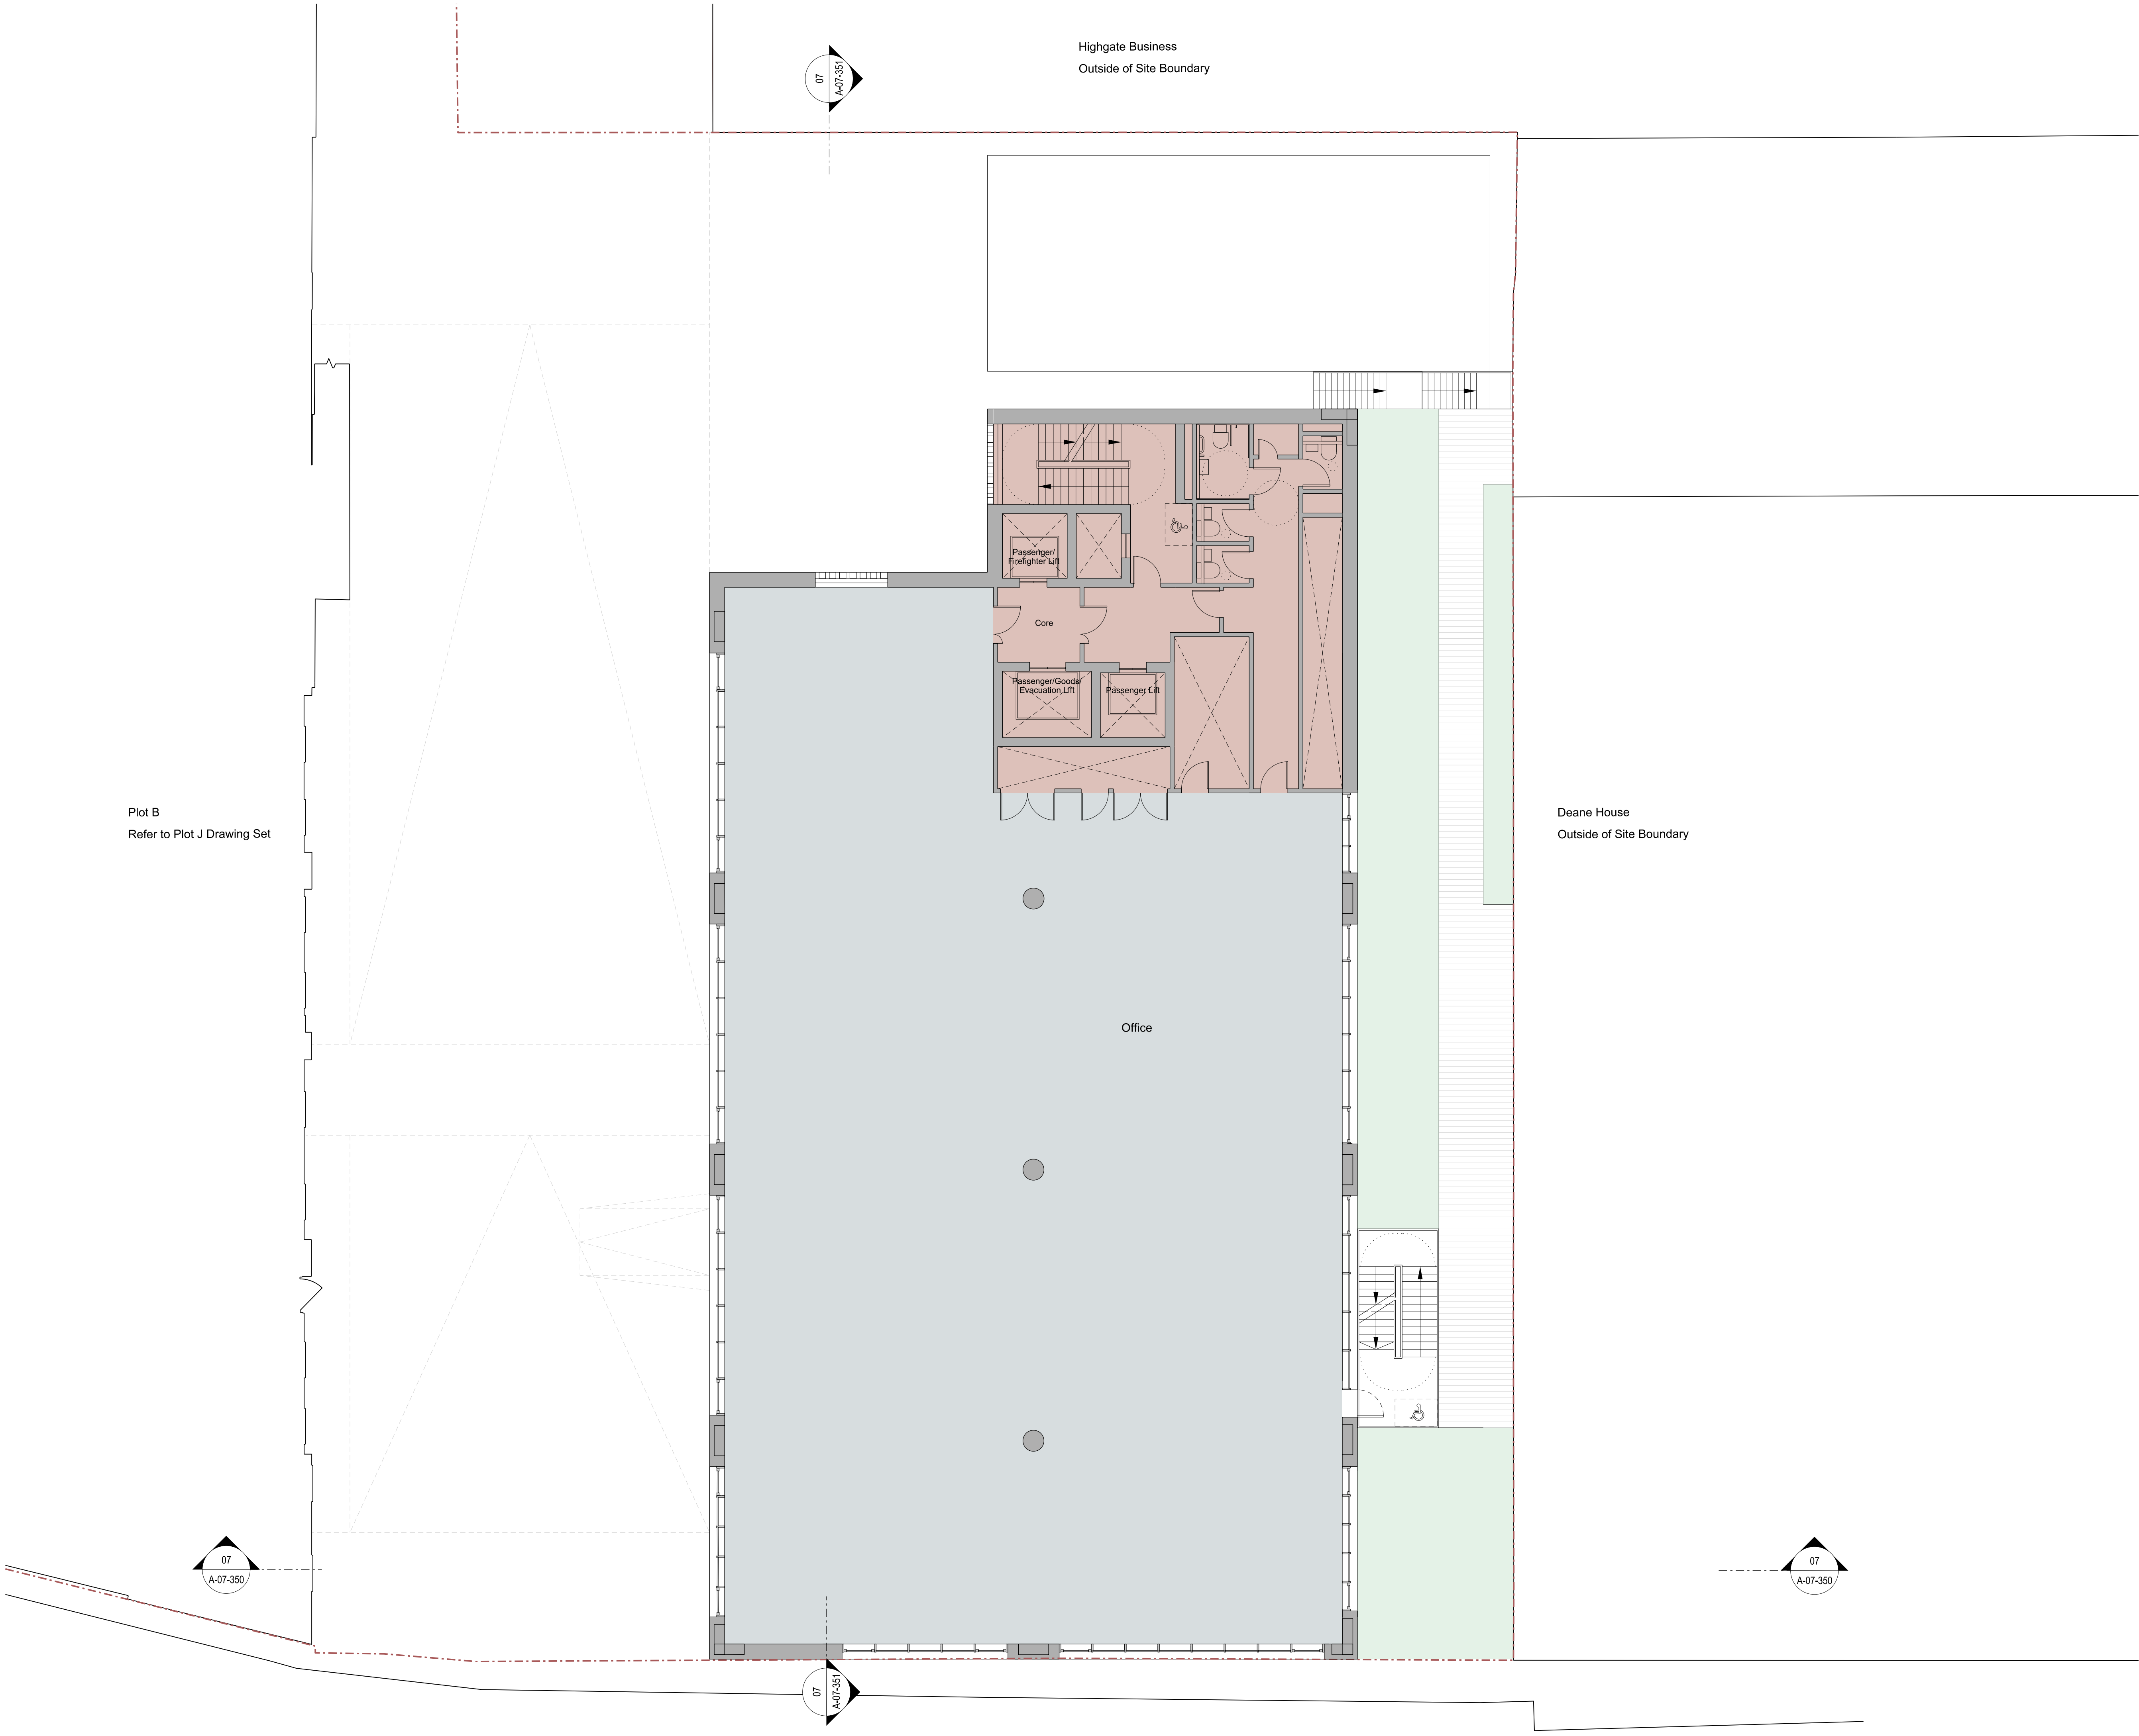 Highgate Business
Outside of Site Boundary
07
A-07-351
Passenger/
Firefighter Lift
Core
Passenger/Goods/
Evacuation Lift
Passenger Lift
Plot B
Refer to Plot J Drawing Set
Deane House
Outside of Site Boundary
Office
07
A-07-350
07
A-07-350
07
A-07-351